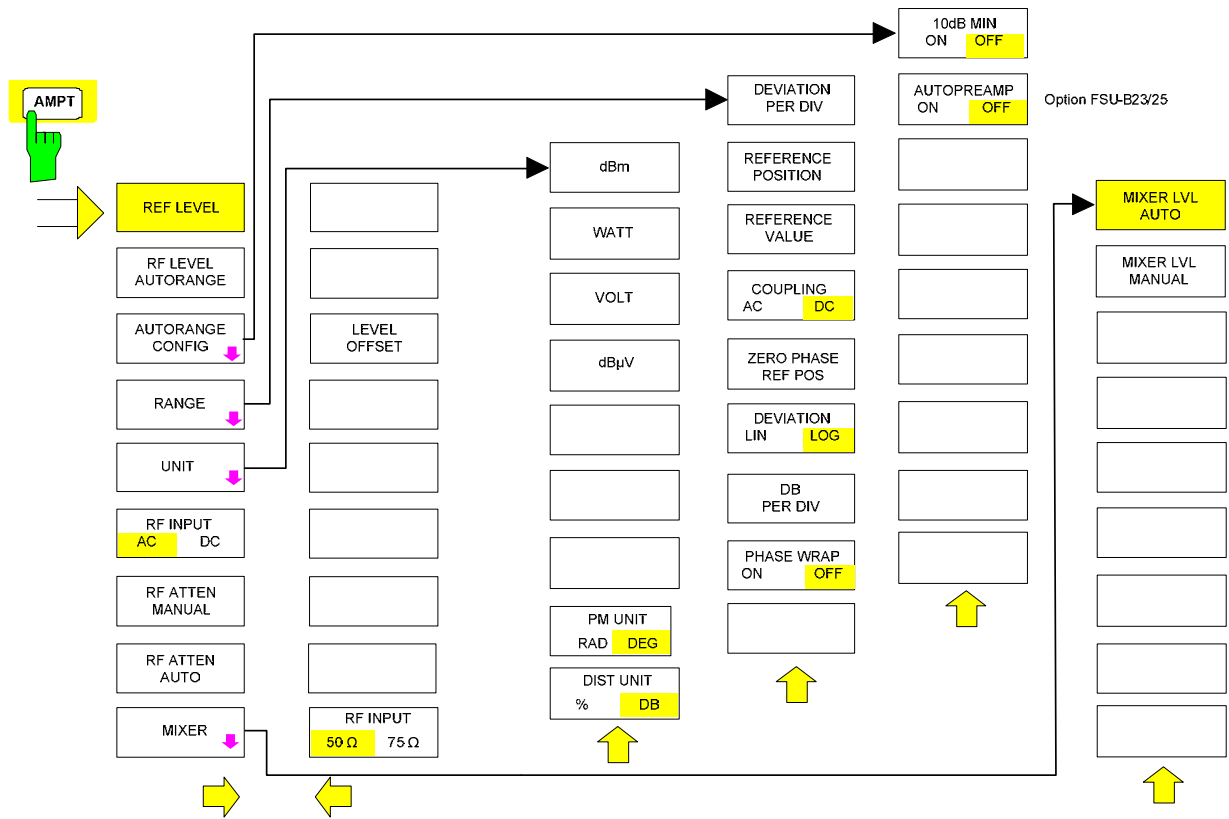 AMPT
REF LEVEL
RF LEVEL
AUTORANGE
AUTORANGE
CONFIG
RANGE
UNIT
RF INPUT
AC DC
RF ATTEN
MANUAL
RF ATTEN
AUTO
MIXER
LEVEL
OFFSET
RF INPUT
50 Ω 75 Ω
dBm
WATT
VOLT
dBµV
PM UNIT
RAD DEG
DIST UNIT
% DB
DEVIATION
PER DIV
REFERENCE
POSITION
REFERENCE
VALUE
COUPLING
AC DC
ZERO PHASE
REF POS
DEVIATION
LIN LOG
DB
PER DIV
PHASE WRAP
ON OFF
10dB MIN
ON OFF
AUTOPREAMP
ON OFF
Option FSU-B23/25
MIXER LVL
AUTO
MIXER LVL
MANUAL